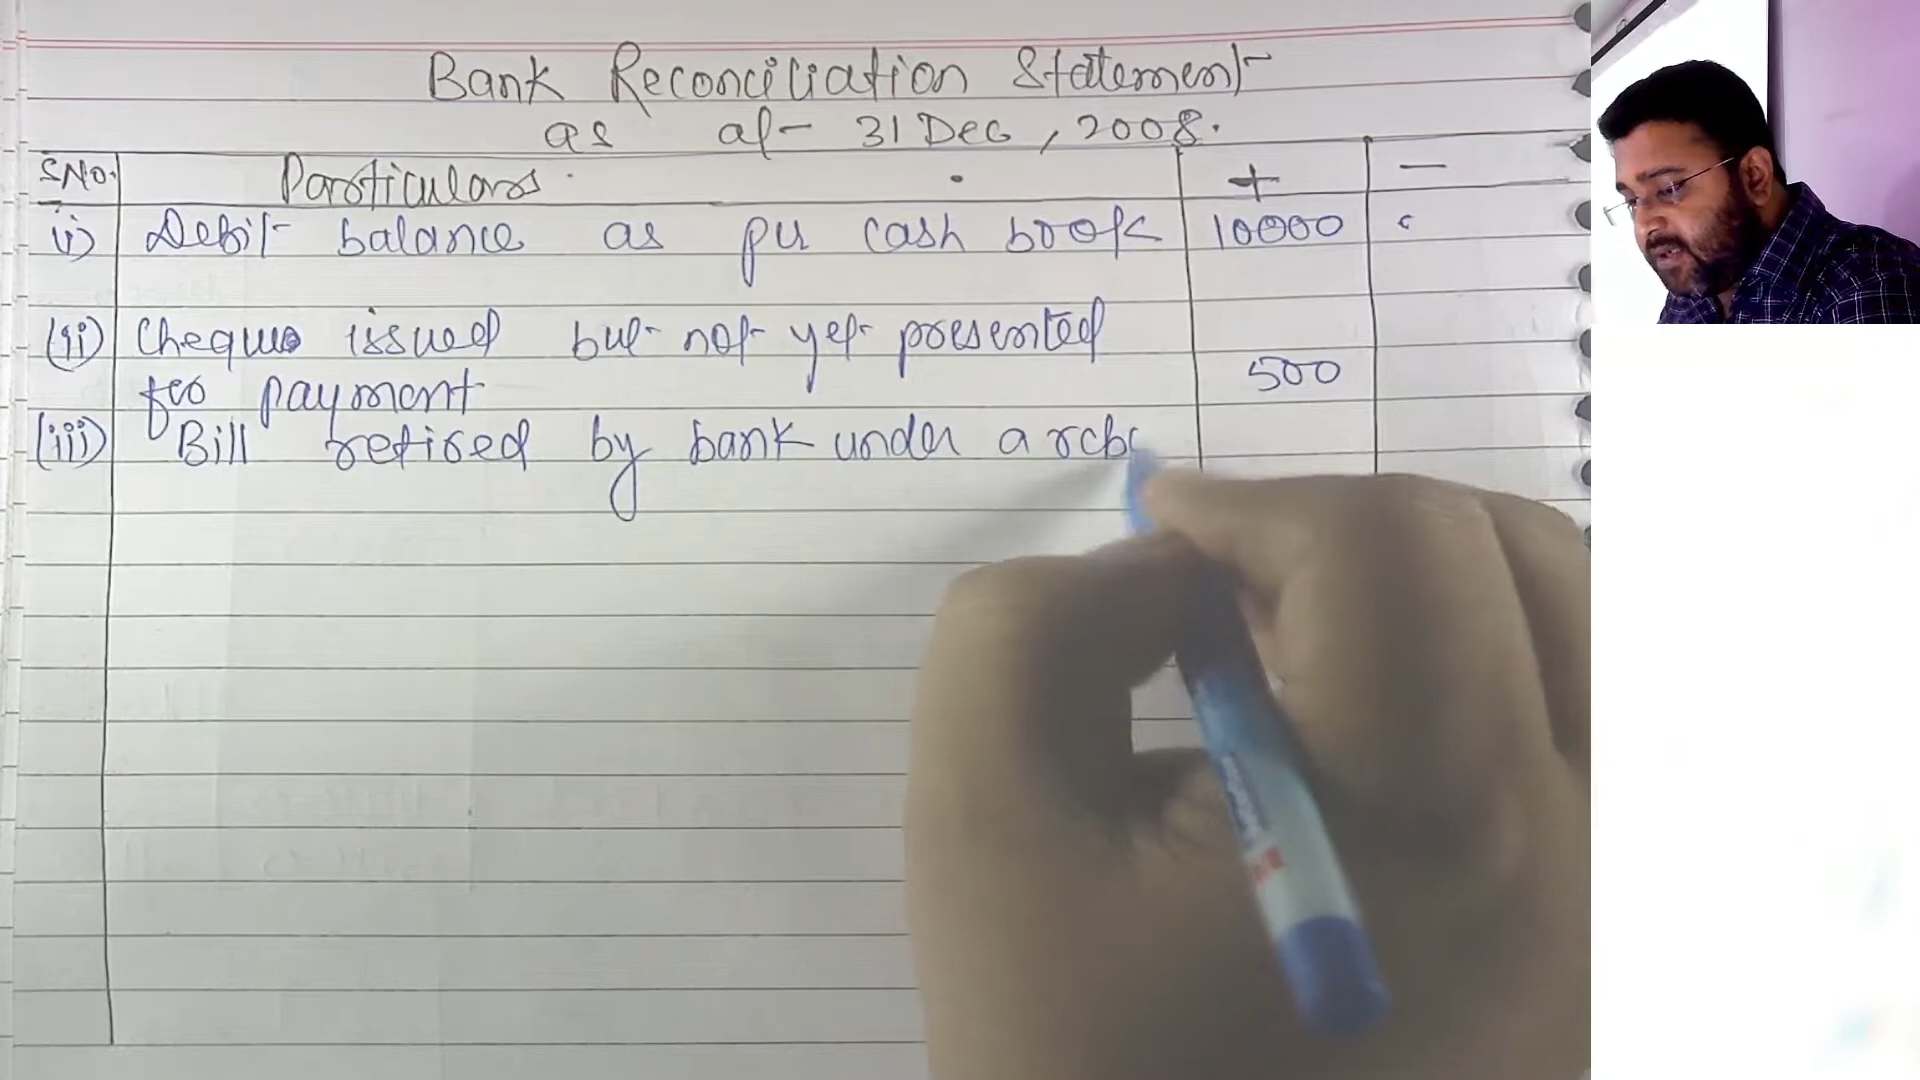 Bank Reconciliation Statement
as at 31 Dec, 2008.
S.No. Particulars. + -
(i) Debit balance as per cash book 10000
(ii) Cheques issued but not yet presented
for payment 500
(iii) Bill retired by bank under a